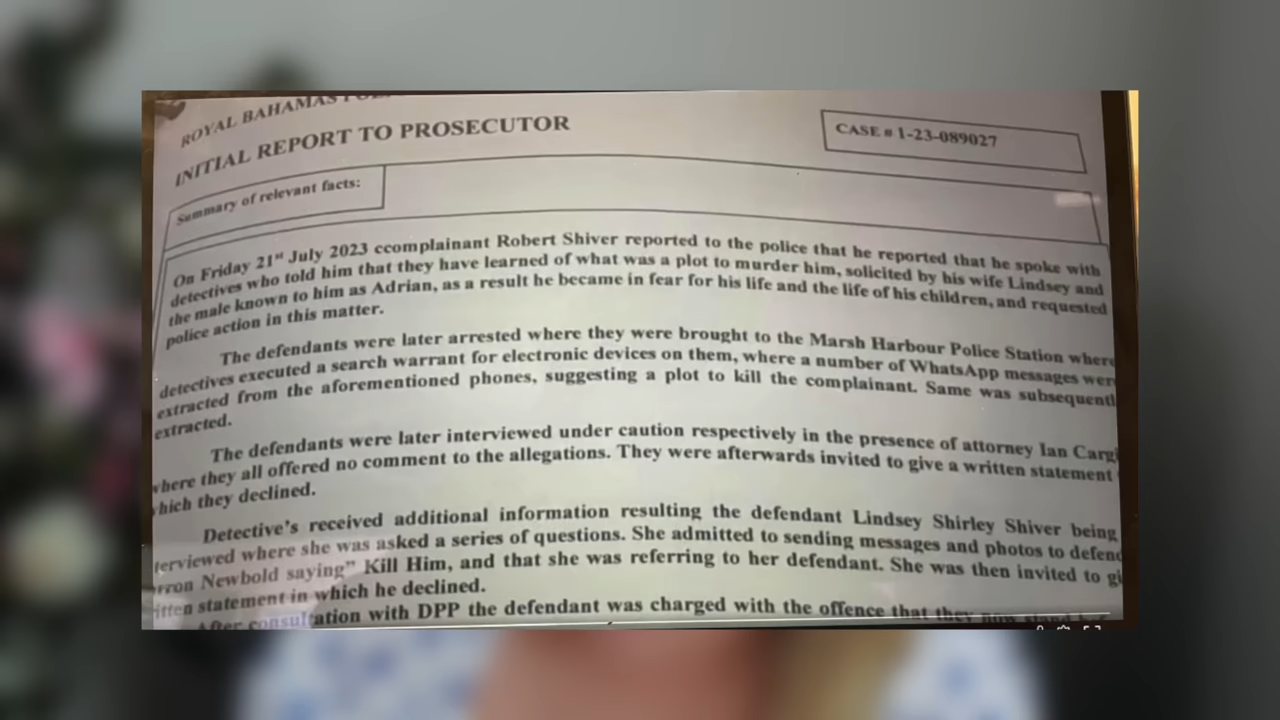 ROYAL BAHAMAS
INITIAL REPORT TO PROSECUTOR
CASE # 1-23-089027
Summary of relevant facts:
On Friday 21st July 2023 ccomplainant Robert Shiver reported to the police that he reported that he spoke with
detectives who told him that they have learned of what was a plot to murder him, solicited by his wife Lindsey and
the male known to him as Adrian, as a result he became in fear for his life and the life of his children, and requested
police action in this matter.
The defendants were later arrested where they were brought to the Marsh Harbour Police Station where
detectives executed a search warrant for electronic devices on them, where a number of WhatsApp messages wer
extracted from the aforementioned phones, suggesting a plot to kill the complainant. Same was subsequentl
extracted.
The defendants were later interviewed under caution respectively in the presence of attorney Ian Carg
where they all offered no comment to the allegations. They were afterwards invited to give a written statement
which they declined.
Detective's received additional information resulting the defendant Lindsey Shirley Shiver being
terviewed where she was asked a series of questions. She admitted to sending messages and photos to defend
rron Newbold saying" Kill Him, and that she was referring to her defendant. She was then invited to gi
itten statement in which he declined.
After consultation with DPP the defendant was charged with the offence that they now